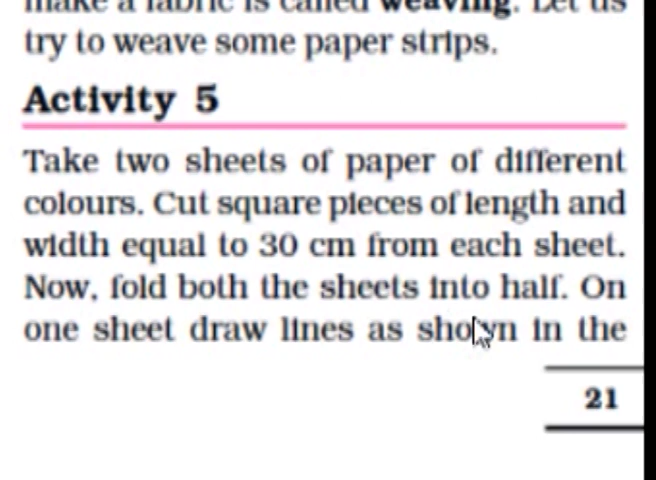 make a fabric is called weaving. Let us
try to weave some paper strips.
Activity 5
Take two sheets of paper of different
colours. Cut square pieces of length and
width equal to 30 cm from each sheet.
Now, fold both the sheets into half. On
one sheet draw lines as shown in the
21